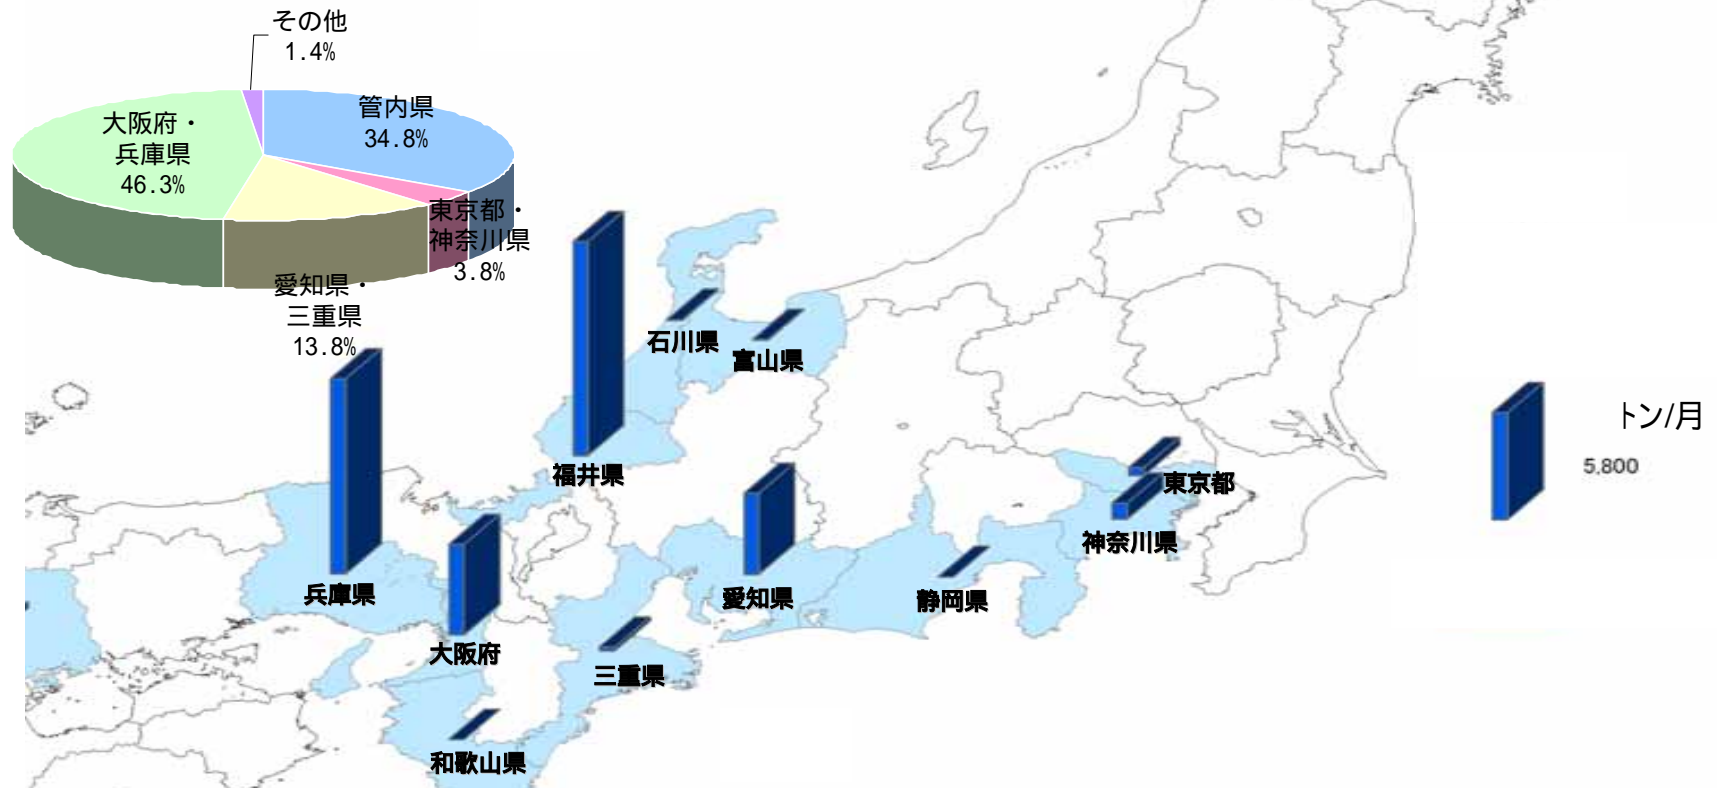 その他
1.4%
管内県
34.8%
大阪府・
兵庫県
46.3%
東京都・
神奈川県
3.8%
愛知県・
三重県
13.8%
石川県
富山県
福井県
トン/月
5,800
東京都
神奈川県
兵庫県
愛知県
静岡県
大阪府
三重県
和歌山県